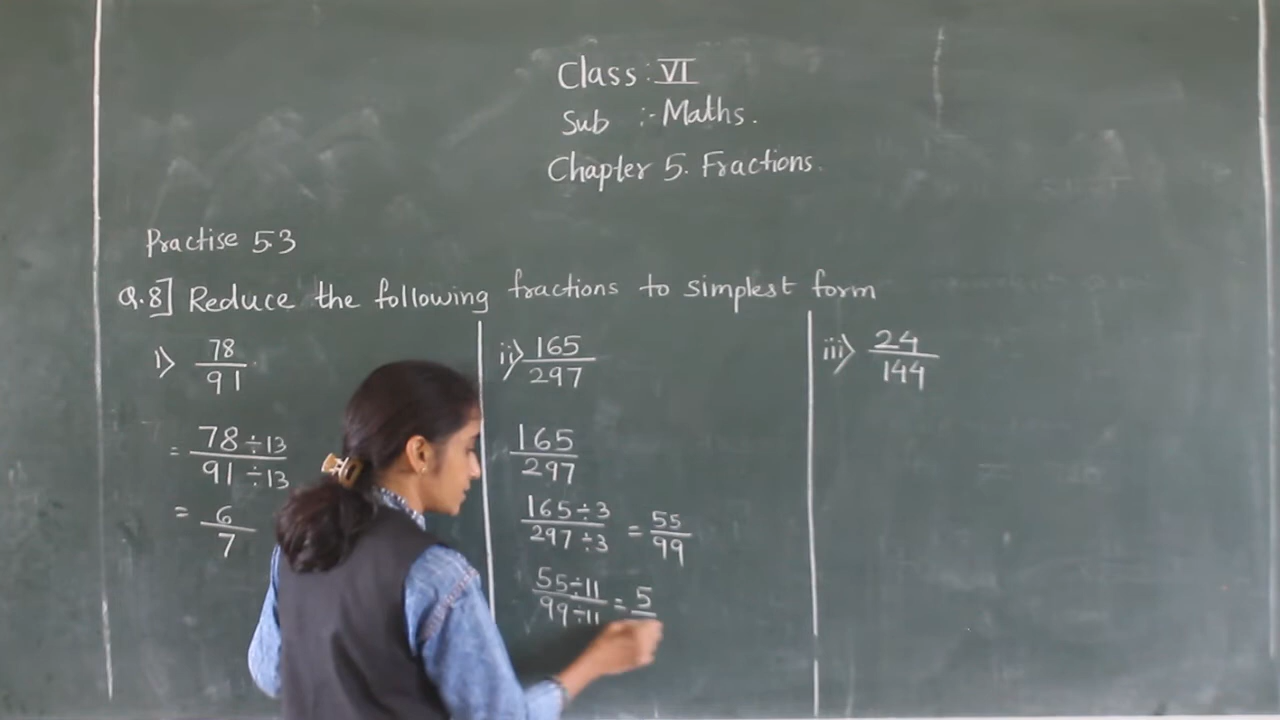 Class : VI
Sub :- Maths.
Chapter 5. Fractions.
Practise 5.3
Q.8] Reduce the following fractions to simplest form
i) 78/91
= 78÷13/91÷13
= 6/7
ii) 165/297
165/297
165÷3/297÷3 = 55/99
55÷11/99÷11 = 5/
iii) 24/144